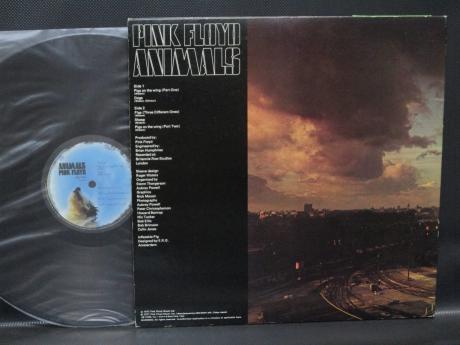 PINK FLOYD
ANIMALS
Side 1
Pigs on the wing (Part One)
Dogs
Side 2
Pigs (Three Different Ones)
Sheep
Pigs on the wing (Part Two)
Produced by:
Pink Floyd
Engineered by:
Brian Humphries
Recorded at
Britannia Row Studios
London
Sleeve design
Roger Waters
Organised by
Storm Thorgerson
Aubrey Powell
Graphics
Nick Mason
Photographs
Aubrey Powell
Peter Christopherson
Howard Bartrop
Nic Tucker
Bob Ellis
Rob Brimson
Colin Jones
Inflatable Pig
Designed by E.R.G.
Amsterdam
ANIMALS
PINK FLOYD